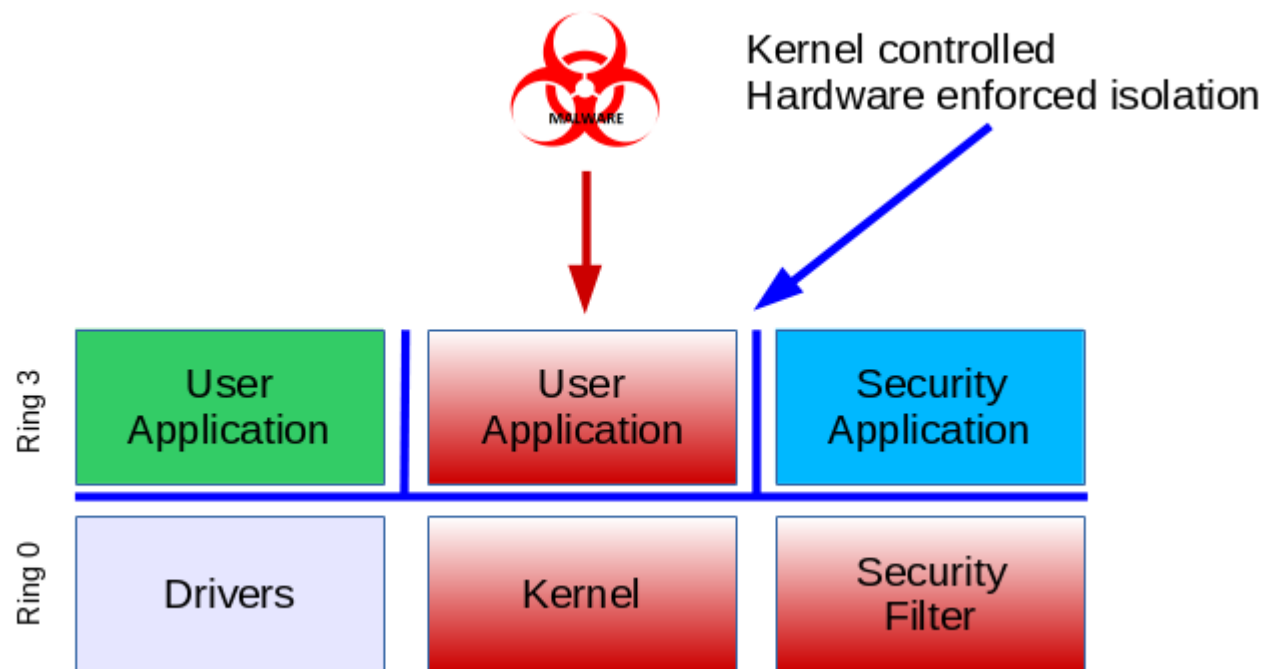 MALWARE
Kernel controlled
Hardware enforced isolation
Ring 3
User
Application
User
Application
Security
Application
Ring 0
Drivers
Kernel
Security
Filter